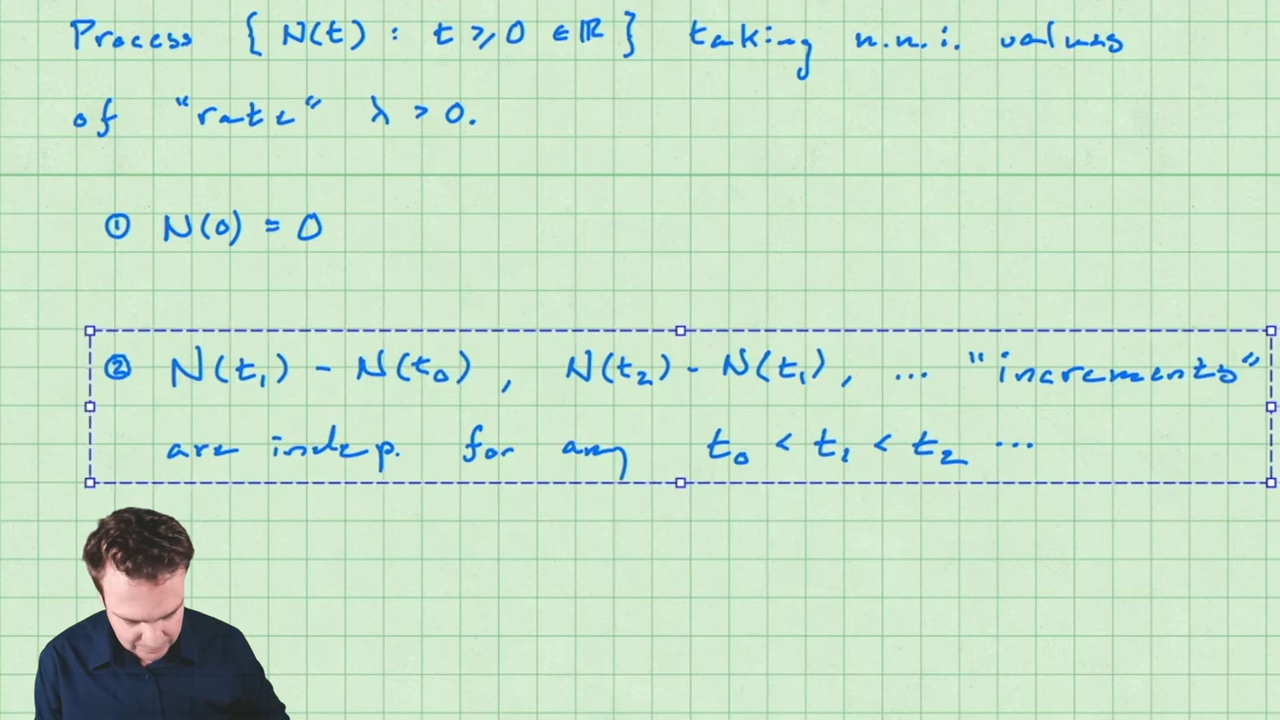 Process { N(t) : t ⩾ 0 ∈ ℝ } taking n.n.i. values
of "rate" λ > 0.
① N(0) = 0
② N(t₁) - N(t₀), N(t₂) - N(t₁), ... "increments"
are indep. for any t₀ < t₁ < t₂ ...